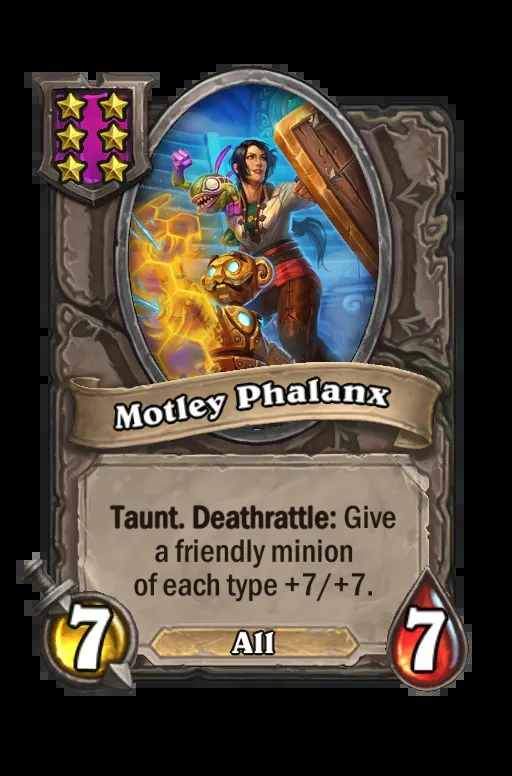 Motley Phalanx
Taunt. Deathrattle: Give
a friendly minion
of each type +7/+7.
7
All
7